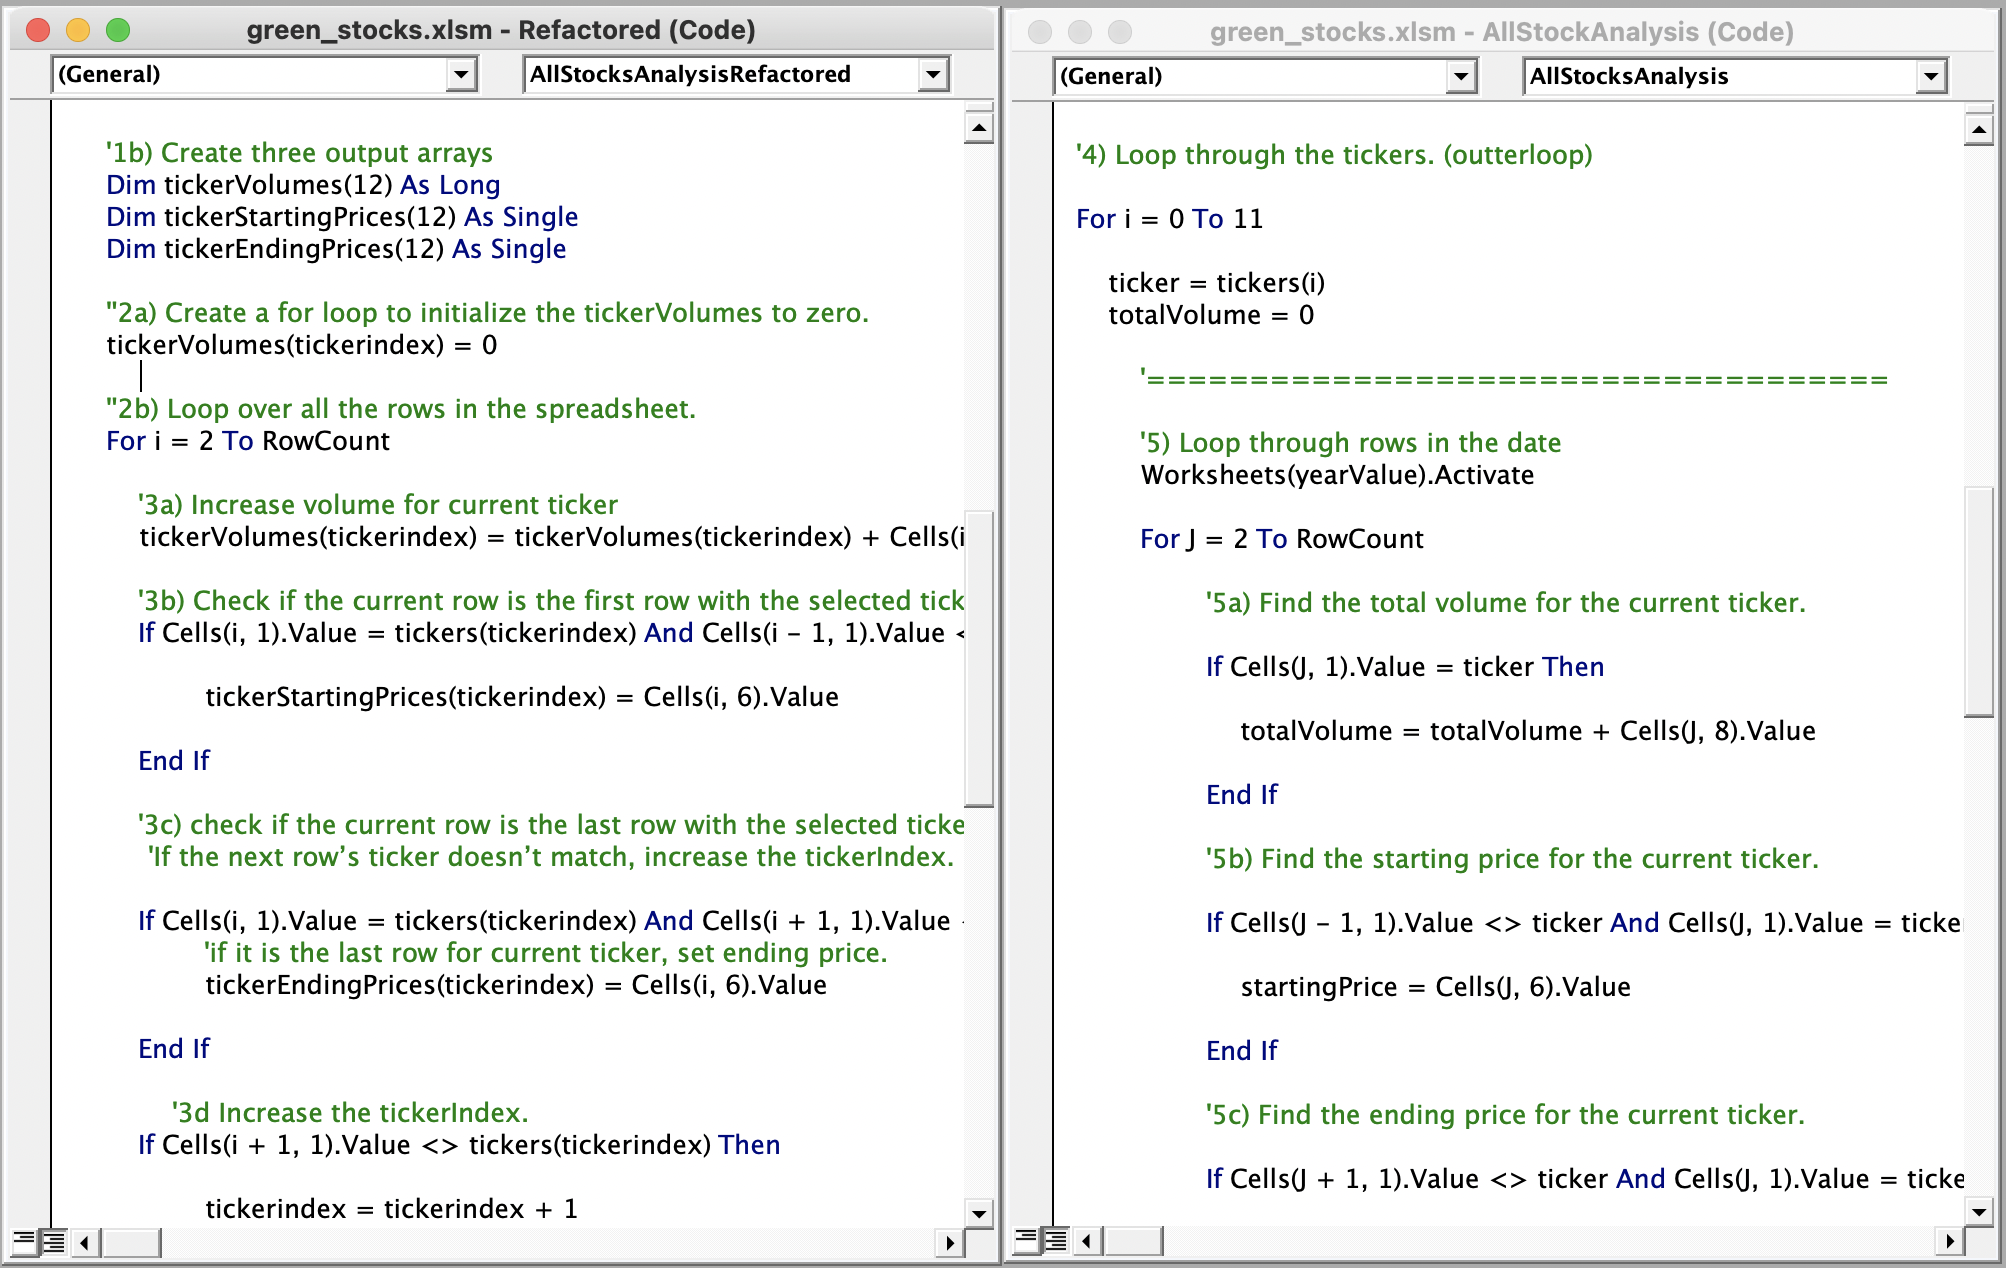 green_stocks.xlsm - Refactored (Code)
(General)
AllStocksAnalysisRefactored
'1b) Create three output arrays
Dim tickerVolumes(12) As Long
Dim tickerStartingPrices(12) As Single
Dim tickerEndingPrices(12) As Single
''2a) Create a for loop to initialize the tickerVolumes to zero.
tickerVolumes(tickerindex) = 0
''2b) Loop over all the rows in the spreadsheet.
For i = 2 To RowCount
'3a) Increase volume for current ticker
tickerVolumes(tickerindex) = tickerVolumes(tickerindex) + Cells(i
'3b) Check if the current row is the first row with the selected tick
If Cells(i, 1).Value = tickers(tickerindex) And Cells(i - 1, 1).Value <
tickerStartingPrices(tickerindex) = Cells(i, 6).Value
End If
'3c) check if the current row is the last row with the selected ticke
'If the next row’s ticker doesn’t match, increase the tickerIndex.
If Cells(i, 1).Value = tickers(tickerindex) And Cells(i + 1, 1).Value
'if it is the last row for current ticker, set ending price.
tickerEndingPrices(tickerindex) = Cells(i, 6).Value
End If
'3d Increase the tickerIndex.
If Cells(i + 1, 1).Value <> tickers(tickerindex) Then
tickerindex = tickerindex + 1
green_stocks.xlsm - AllStockAnalysis (Code)
(General)
AllStocksAnalysis
'4) Loop through the tickers. (outterloop)
For i = 0 To 11
ticker = tickers(i)
totalVolume = 0
'====================================
'5) Loop through rows in the date
Worksheets(yearValue).Activate
For J = 2 To RowCount
'5a) Find the total volume for the current ticker.
If Cells(J, 1).Value = ticker Then
totalVolume = totalVolume + Cells(J, 8).Value
End If
'5b) Find the starting price for the current ticker.
If Cells(J - 1, 1).Value <> ticker And Cells(J, 1).Value = ticke
startingPrice = Cells(J, 6).Value
End If
'5c) Find the ending price for the current ticker.
If Cells(J + 1, 1).Value <> ticker And Cells(J, 1).Value = ticke